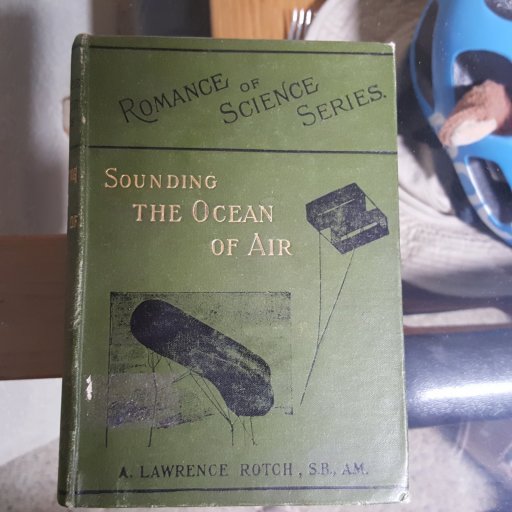 ROMANCE OF
SCIENCE
SERIES.
SOUNDING
THE OCEAN
OF AIR
A. LAWRENCE ROTCH, S.B., A.M.